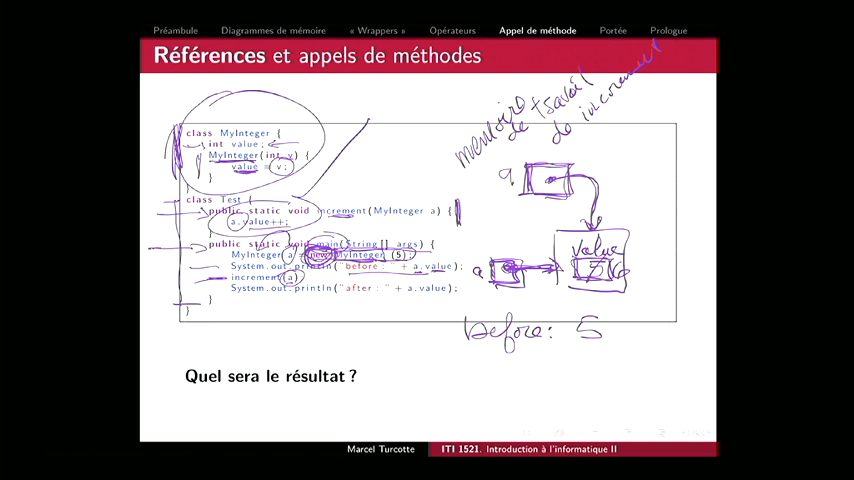 Préambule Diagrammes de mémoire « Wrappers » Opérateurs Appel de méthode Portée Prologue
Références et appels de méthodes
class MyInteger {
int value;
MyInteger(int v) {
value = v;
}
}
class Test {
public static void increment(MyInteger a) {
a.value++;
}
public static void main(String[] args) {
MyInteger a = new MyInteger(5);
System.out.println("before: " + a.value);
increment(a);
System.out.println("after: " + a.value);
}
}
memoire de travail de increment
a
value
a 5 6
before: 5
Quel sera le résultat ?
Marcel Turcotte ITI 1521. Introduction à l'informatique II